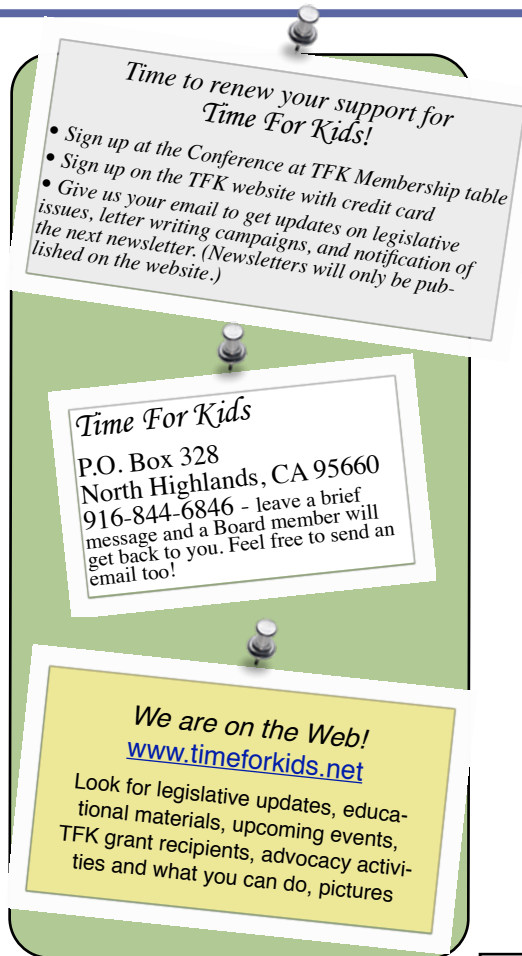 Time to renew your support for
Time For Kids!
• Sign up at the Conference at TFK Membership table
• Sign up on the TFK website with credit card
• Give us your email to get updates on legislative
issues, letter writing campaigns, and notification of
the next newsletter. (Newsletters will only be pub-
lished on the website.)
Time For Kids
P.O. Box 328
North Highlands, CA 95660
916-844-6846 - leave a brief
message and a Board member will
get back to you. Feel free to send an
email too!
We are on the Web!
www.timeforkids.net
Look for legislative updates, educa-
tional materials, upcoming events,
TFK grant recipients, advocacy activi-
ties and what you can do, pictures